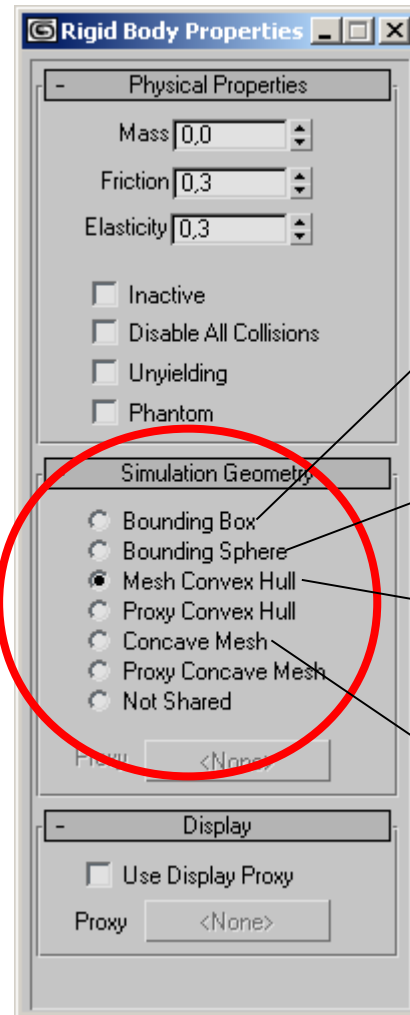 Rigid Body Properties
- Physical Properties
Mass 0,0
Friction 0,3
Elasticity 0,3
Inactive
Disable All Collisions
Unyielding
Phantom
Simulation Geometry
Bounding Box
Bounding Sphere
Mesh Convex Hull
Proxy Convex Hull
Concave Mesh
Proxy Concave Mesh
Not Shared
Proxy <None>
- Display
Use Display Proxy
Proxy <None>